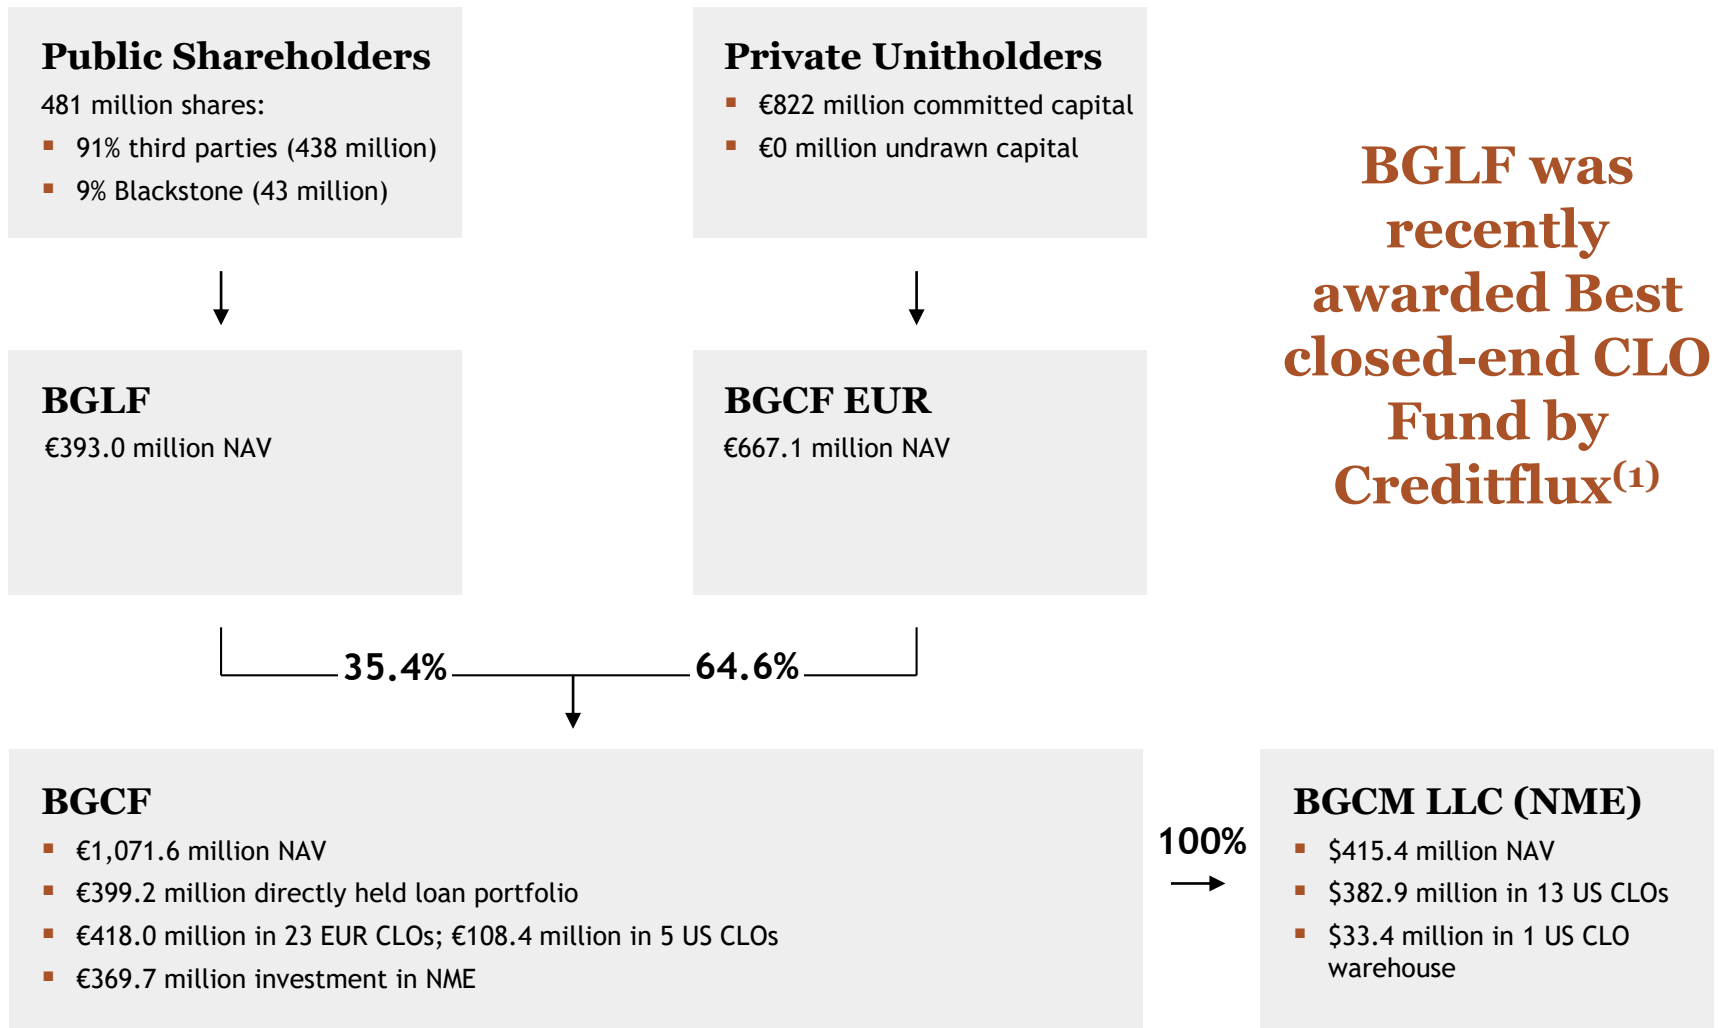 Public Shareholders
481 million shares:
▪ 91% third parties (438 million)
▪ 9% Blackstone (43 million)
Private Unitholders
▪ €822 million committed capital
▪ €0 million undrawn capital
BGLF was
recently
awarded Best
closed-end CLO
Fund by
Creditflux(1)
BGLF
€393.0 million NAV
BGCF EUR
€667.1 million NAV
35.4%
64.6%
BGCF
▪ €1,071.6 million NAV
▪ €399.2 million directly held loan portfolio
▪ €418.0 million in 23 EUR CLOs; €108.4 million in 5 US CLOs
▪ €369.7 million investment in NME
100%
BGCM LLC (NME)
▪ $415.4 million NAV
▪ $382.9 million in 13 US CLOs
▪ $33.4 million in 1 US CLO
warehouse